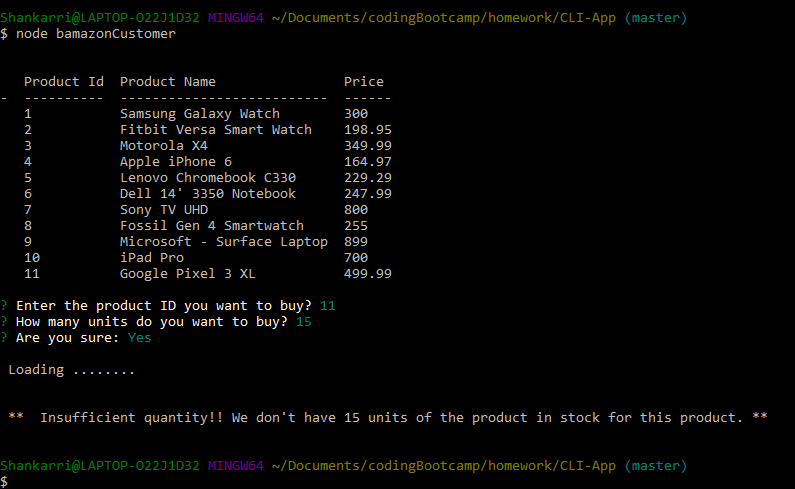 Shankarri@LAPTOP-O22J1D32 MINGW64 ~/Documents/codingBootcamp/homework/CLI-App (master)
$ node bamazonCustomer
   Product Id  Product Name                Price
-  ----------  --------------------------  ------
   1           Samsung Galaxy Watch        300
   2           Fitbit Versa Smart Watch    198.95
   3           Motorola X4                 349.99
   4           Apple iPhone 6              164.97
   5           Lenovo Chromebook C330      229.29
   6           Dell 14' 3350 Notebook      247.99
   7           Sony TV UHD                 800
   8           Fossil Gen 4 Smartwatch     255
   9           Microsoft - Surface Laptop  899
   10          iPad Pro                    700
   11          Google Pixel 3 XL           499.99
? Enter the product ID you want to buy? 11
? How many units do you want to buy? 15
? Are you sure: Yes
 Loading ........
 **  Insufficient quantity!! We don't have 15 units of the product in stock for this product. **
Shankarri@LAPTOP-O22J1D32 MINGW64 ~/Documents/codingBootcamp/homework/CLI-App (master)
$